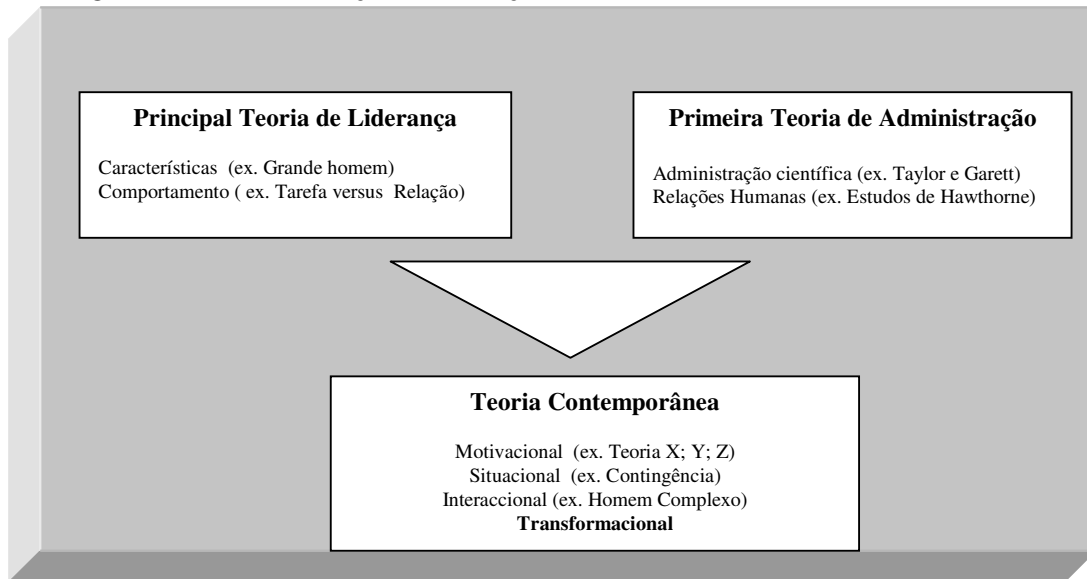 Principal Teoria de Liderança
Características (ex. Grande homem)
Comportamento ( ex. Tarefa versus Relação)
Primeira Teoria de Administração
Administração científica (ex. Taylor e Garett)
Relações Humanas (ex. Estudos de Hawthorne)
Teoria Contemporânea
Motivacional (ex. Teoria X; Y; Z)
Situacional (ex. Contingência)
Interaccional (ex. Homem Complexo)
Transformacional